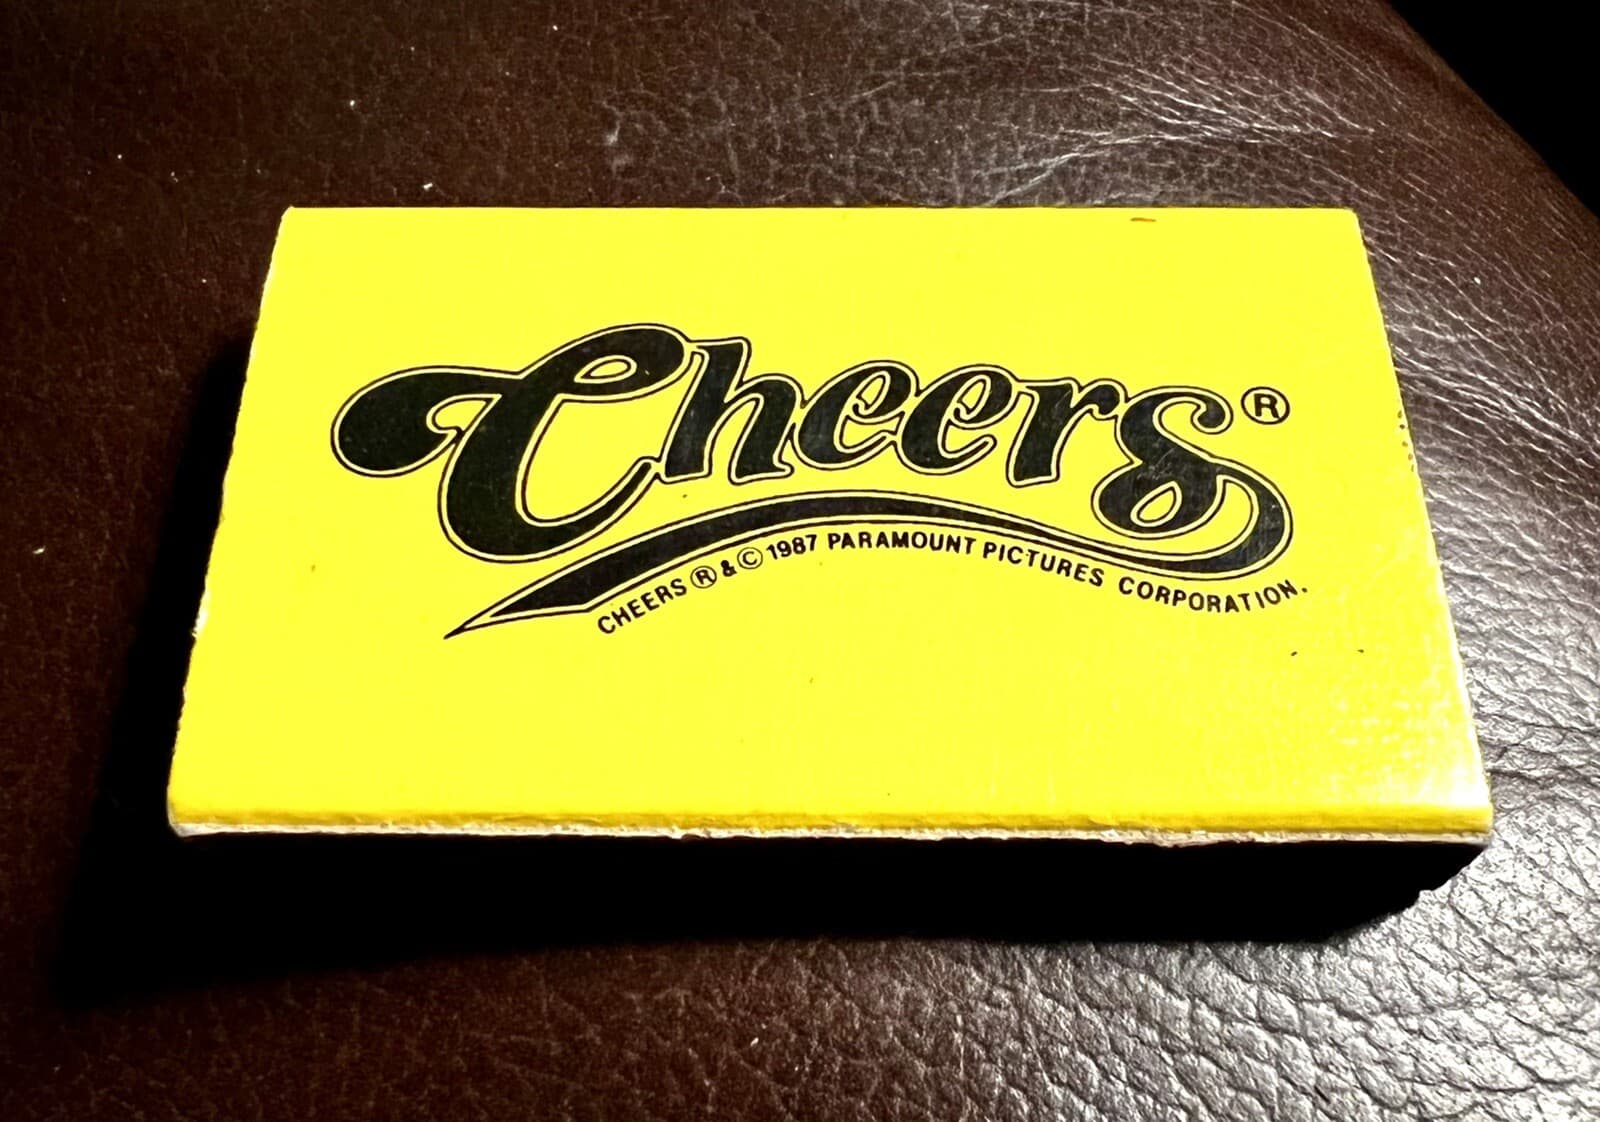 Cheers®
CHEERS ® & © 1987 PARAMOUNT PICTURES CORPORATION.